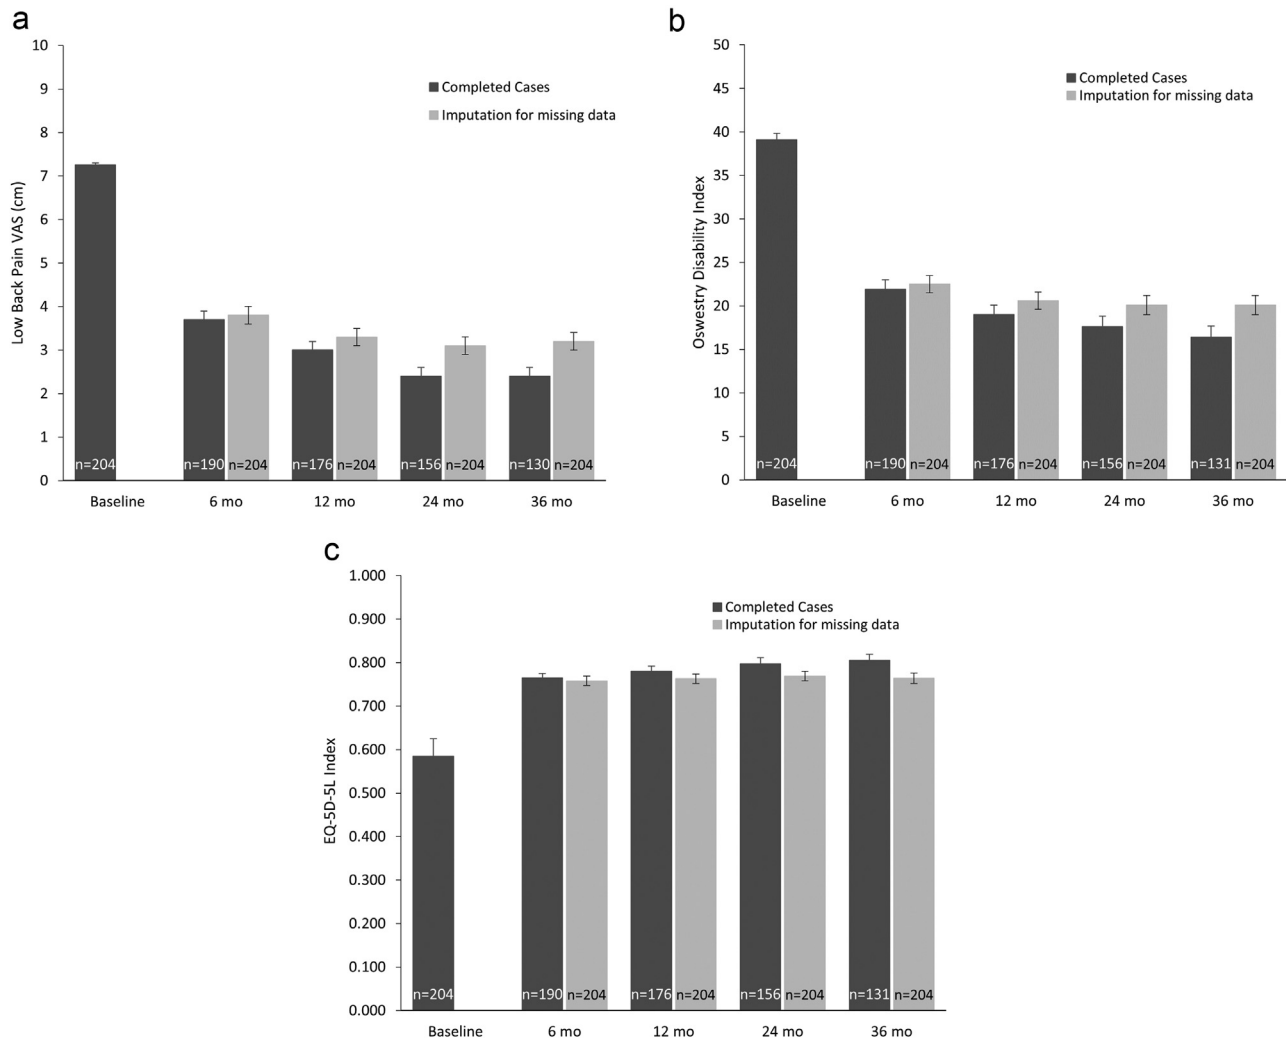 a
Low Back Pain VAS (cm)
10
9
8
7
6
5
4
3
2
1
0
Completed Cases
Imputation for missing data
n=204 n=190 n=204 n=176 n=204 n=156 n=204 n=130 n=204
Baseline 6 mo 12 mo 24 mo 36 mo
b
Oswestry Disability Index
50
45
40
35
30
25
20
15
10
5
0
Completed Cases
Imputation for missing data
n=204 n=190 n=204 n=176 n=204 n=156 n=204 n=131 n=204
Baseline 6 mo 12 mo 24 mo 36 mo
c
EQ-5D-5L Index
1.000
0.900
0.800
0.700
0.600
0.500
0.400
0.300
0.200
0.100
0.000
Completed Cases
Imputation for missing data
n=204 n=190 n=204 n=176 n=204 n=156 n=204 n=131 n=204
Baseline 6 mo 12 mo 24 mo 36 mo